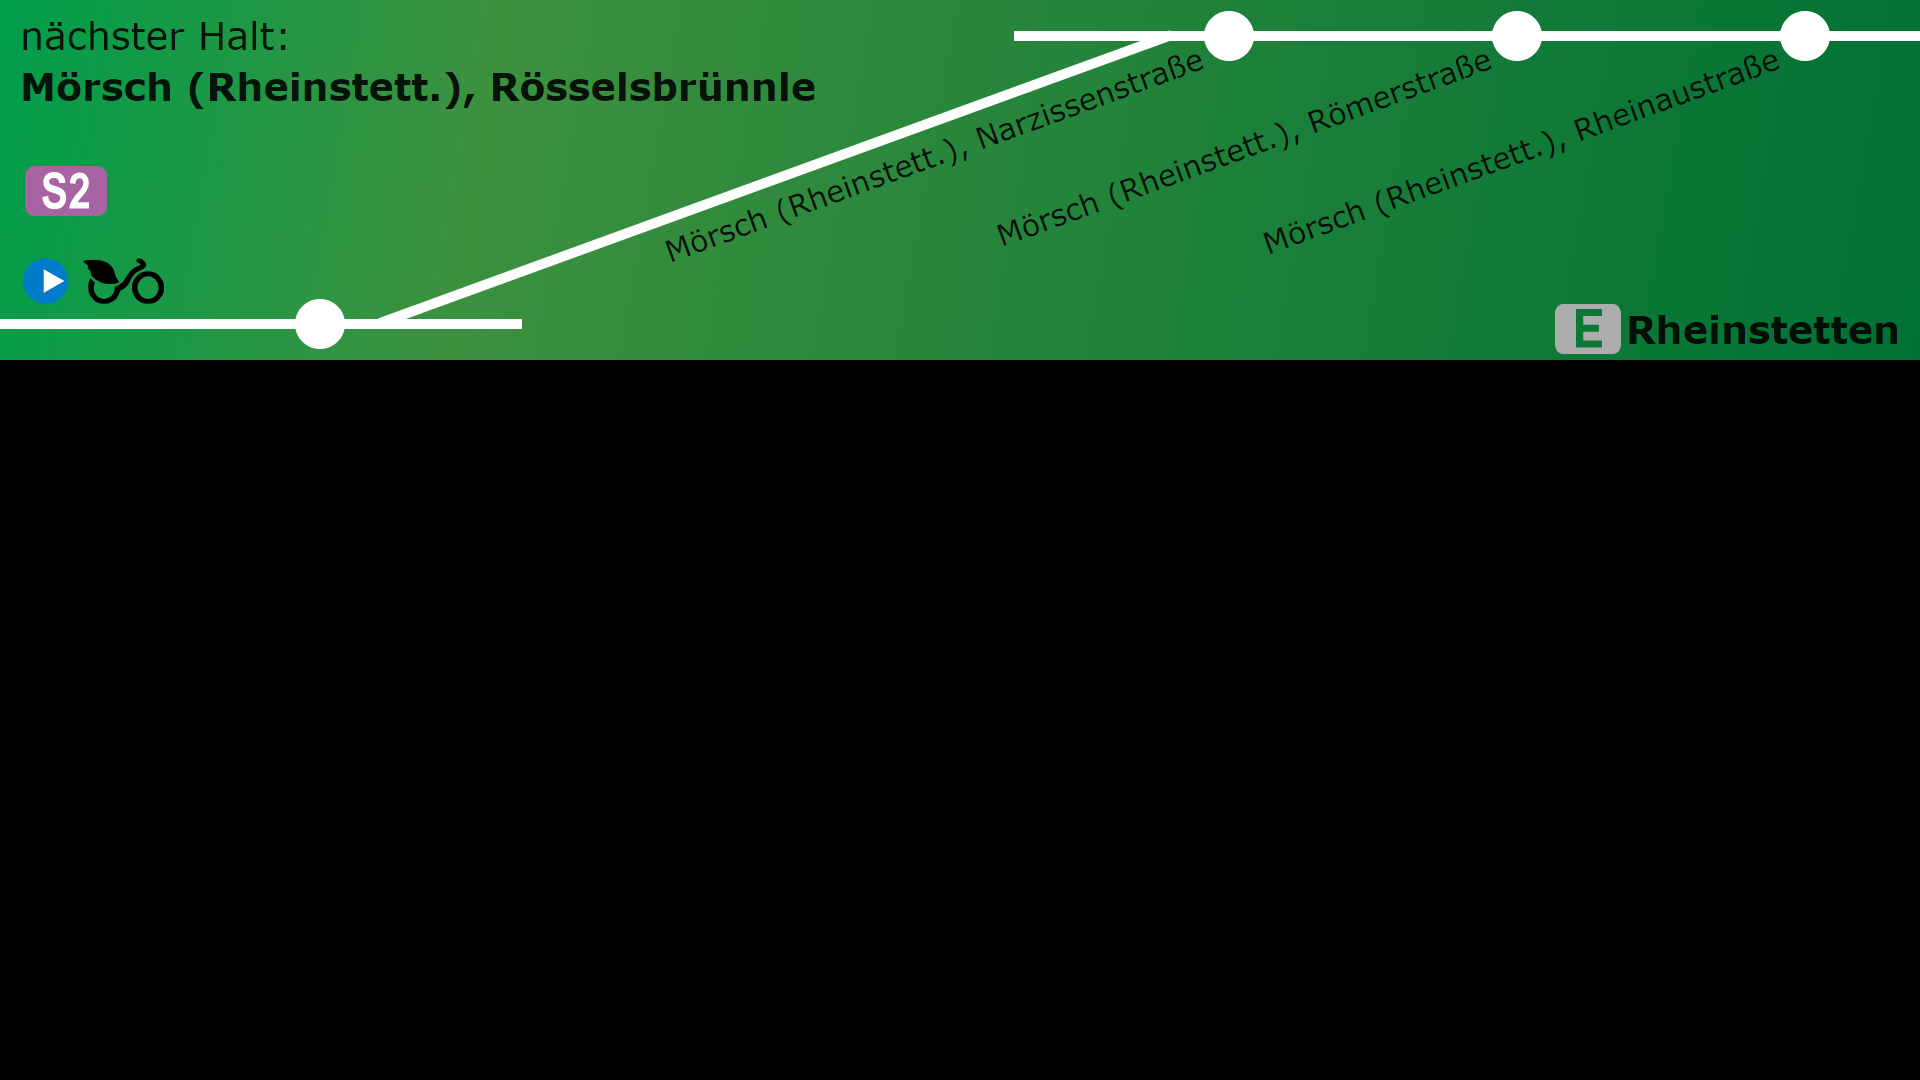 nächster Halt:
Mörsch (Rheinstett.), Rösselsbrünnle
S2
Mörsch (Rheinstett.), Narzissenstraße
Mörsch (Rheinstett.), Römerstraße
Mörsch (Rheinstett.), Rheinaustraße
E Rheinstetten